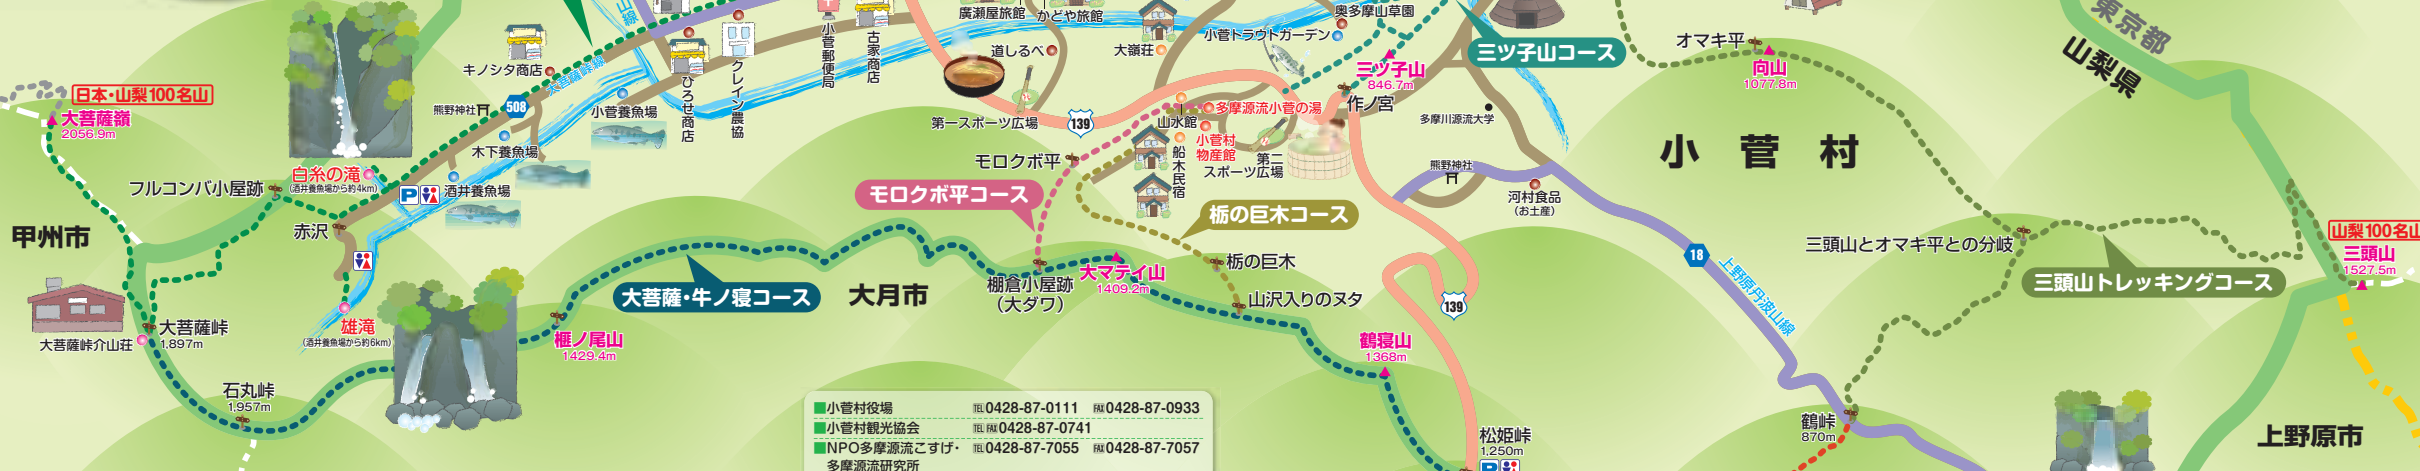 日本・山梨100名山
大菩薩嶺
2056.9m
フルコンバ小屋跡
甲州市
大菩薩峠
1,897m
大菩薩峠介山荘
石丸峠
1,957m
白糸の滝
(酒井養魚場から約4km)
赤沢
雄滝
(酒井養魚場から約6km)
キノシタ商店
熊野神社
508
大菩薩峠線
山線
木下養魚場
酒井養魚場
P
小菅養魚場
ひろせ商店
クレイン農協
小菅郵便局
古家商店
廣瀬屋旅館
かどや旅館
道しるべ
大嶺荘
第一スポーツ広場
139
奥多摩山草園
小菅トラウトガーデン
三ツ子山
846.7m
三ツ子山コース
作ノ宮
多摩源流小菅の湯
山水館
小菅村
物産館
船木民宿
第二
スポーツ広場
モロクボ平
モロクボ平コース
栃の巨木コース
栃の巨木
棚倉小屋跡
(大ダワ)
大マテイ山
1409.2m
山沢入りのヌタ
大菩薩・牛ノ寝コース
大月市
榧ノ尾山
1429.4m
鶴寝山
1368m
139
松姫峠
1,250m
P
多摩川源流大学
熊野神社
河村食品
(お土産)
18
上野原丹波山線
小菅村
オマキ平
向山
1077.8m
東京都
山梨県
三頭山とオマキ平との分岐
三頭山トレッキングコース
山梨100名山
三頭山
1527.5m
鶴峠
870m
上野原市
■小菅村役場 TEL 0428-87-0111 FAX 0428-87-0933
■小菅村観光協会 TEL FAX 0428-87-0741
■NPO多摩源流こすげ・ TEL 0428-87-7055 FAX 0428-87-7057
多摩源流研究所